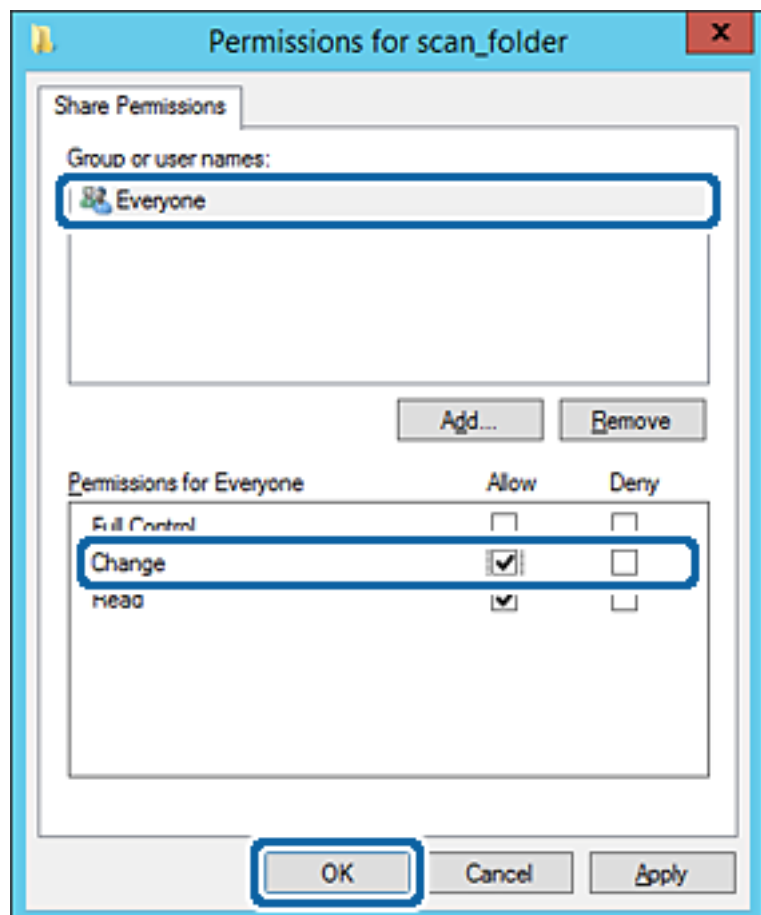 Permissions for scan_folder
x
Share Permissions
Group or user names:
Everyone
Add... Remove
Permissions for Everyone Allow Deny
Full Control
Change
Read
OK Cancel Apply